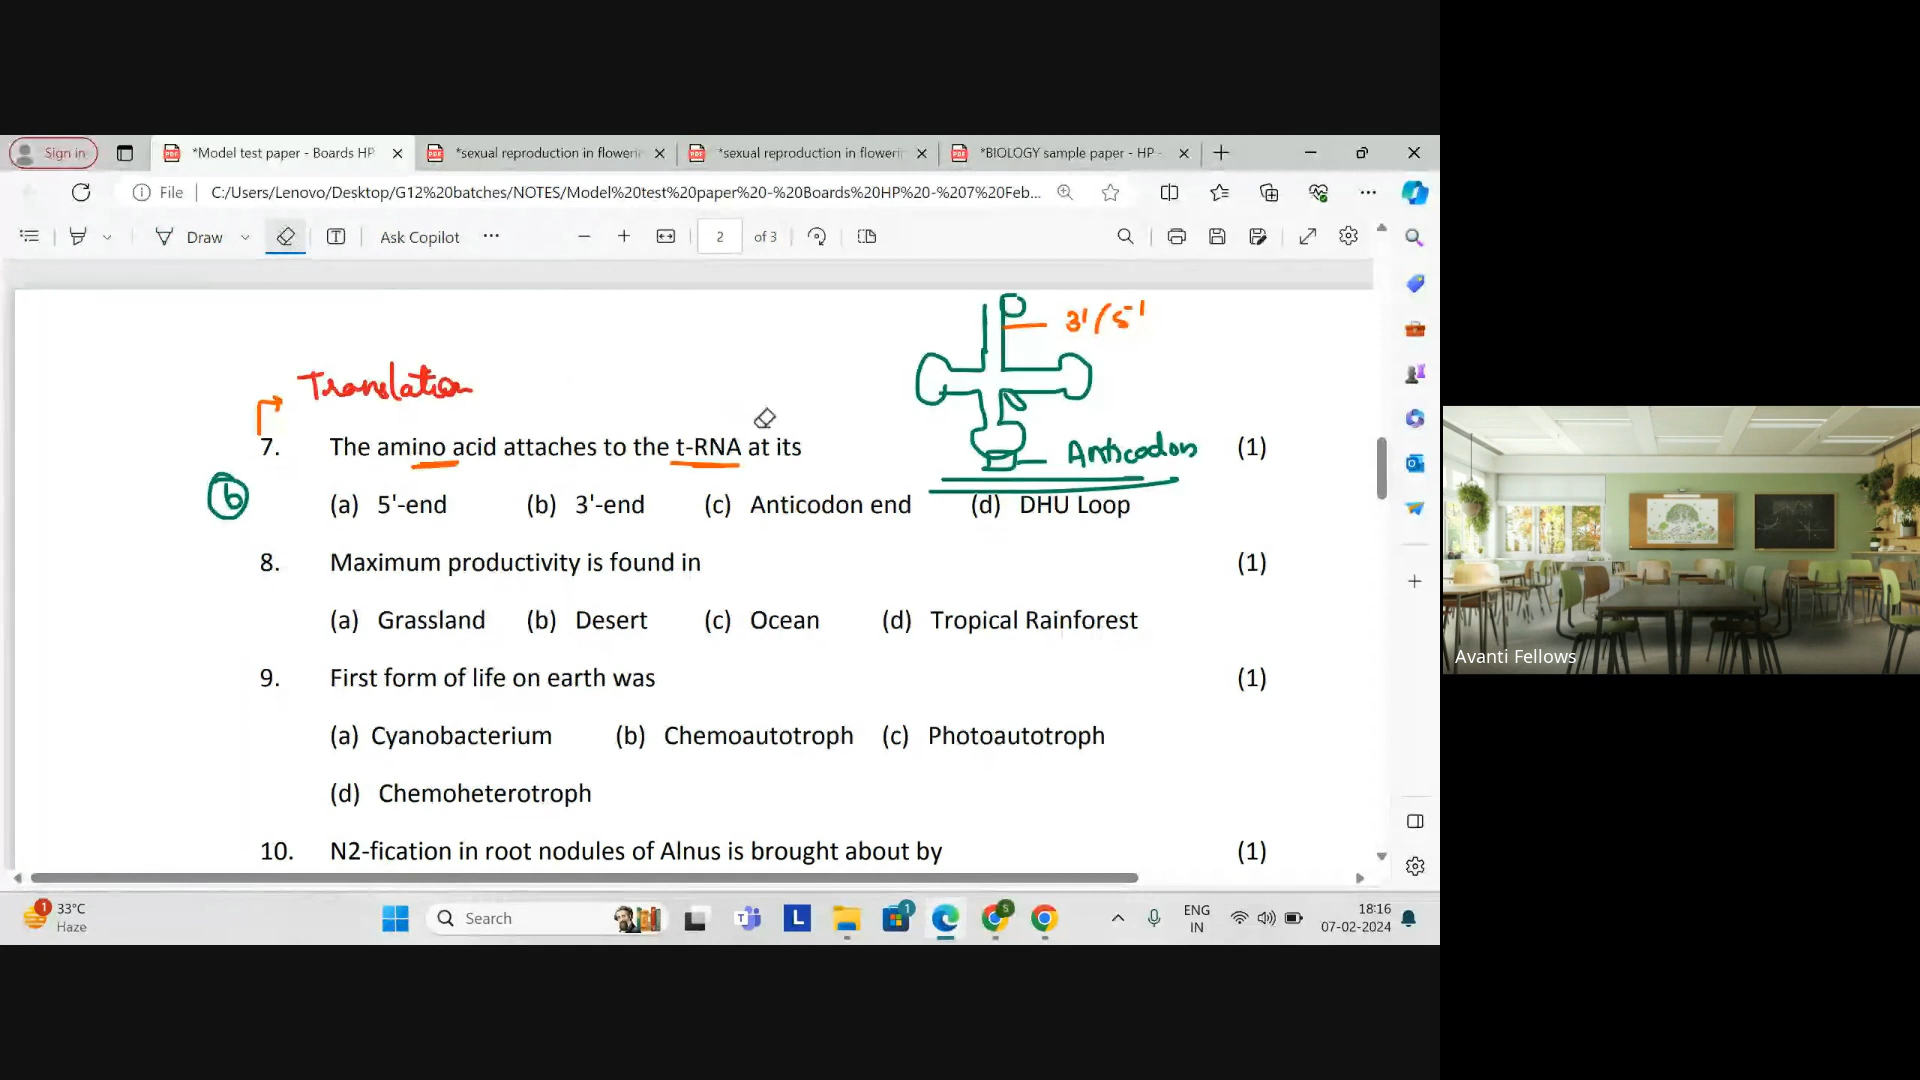 Sign in
*Model test paper - Boards HP
*sexual reproduction in floweri
*sexual reproduction in floweri
*BIOLOGY sample paper - HP -
File
C:/Users/Lenovo/Desktop/G12%20batches/NOTES/Model%20test%20paper%20-%20Boards%20HP%20-%207%20Feb...
Draw
Ask Copilot
2 of 3
3'/5'
Translation
7. The amino acid attaches to the t-RNA at its (1)
Anticodon
b
(a) 5'-end (b) 3'-end (c) Anticodon end (d) DHU Loop
8. Maximum productivity is found in (1)
(a) Grassland (b) Desert (c) Ocean (d) Tropical Rainforest
9. First form of life on earth was (1)
(a) Cyanobacterium (b) Chemoautotroph (c) Photoautotroph
(d) Chemoheterotroph
10. N2-fication in root nodules of Alnus is brought about by (1)
Avanti Fellows
1
33°C
Haze
Search
L
1
5
ENG
IN
18:16
07-02-2024